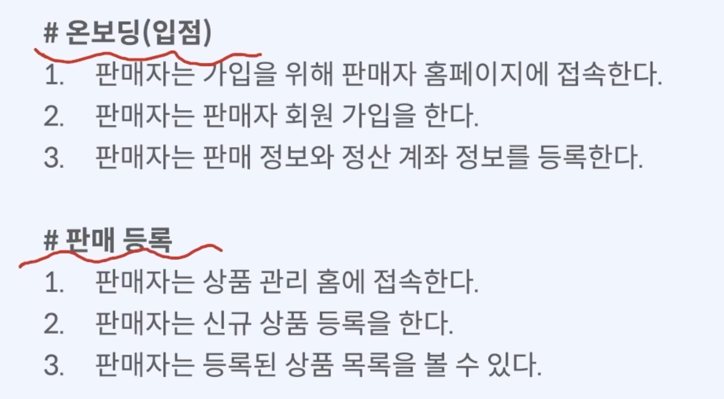 # 온보딩(입점)
1. 판매자는 가입을 위해 판매자 홈페이지에 접속한다.
2. 판매자는 판매자 회원 가입을 한다.
3. 판매자는 판매 정보와 정산 계좌 정보를 등록한다.
# 판매 등록
1. 판매자는 상품 관리 홈에 접속한다.
2. 판매자는 신규 상품 등록을 한다.
3. 판매자는 등록된 상품 목록을 볼 수 있다.